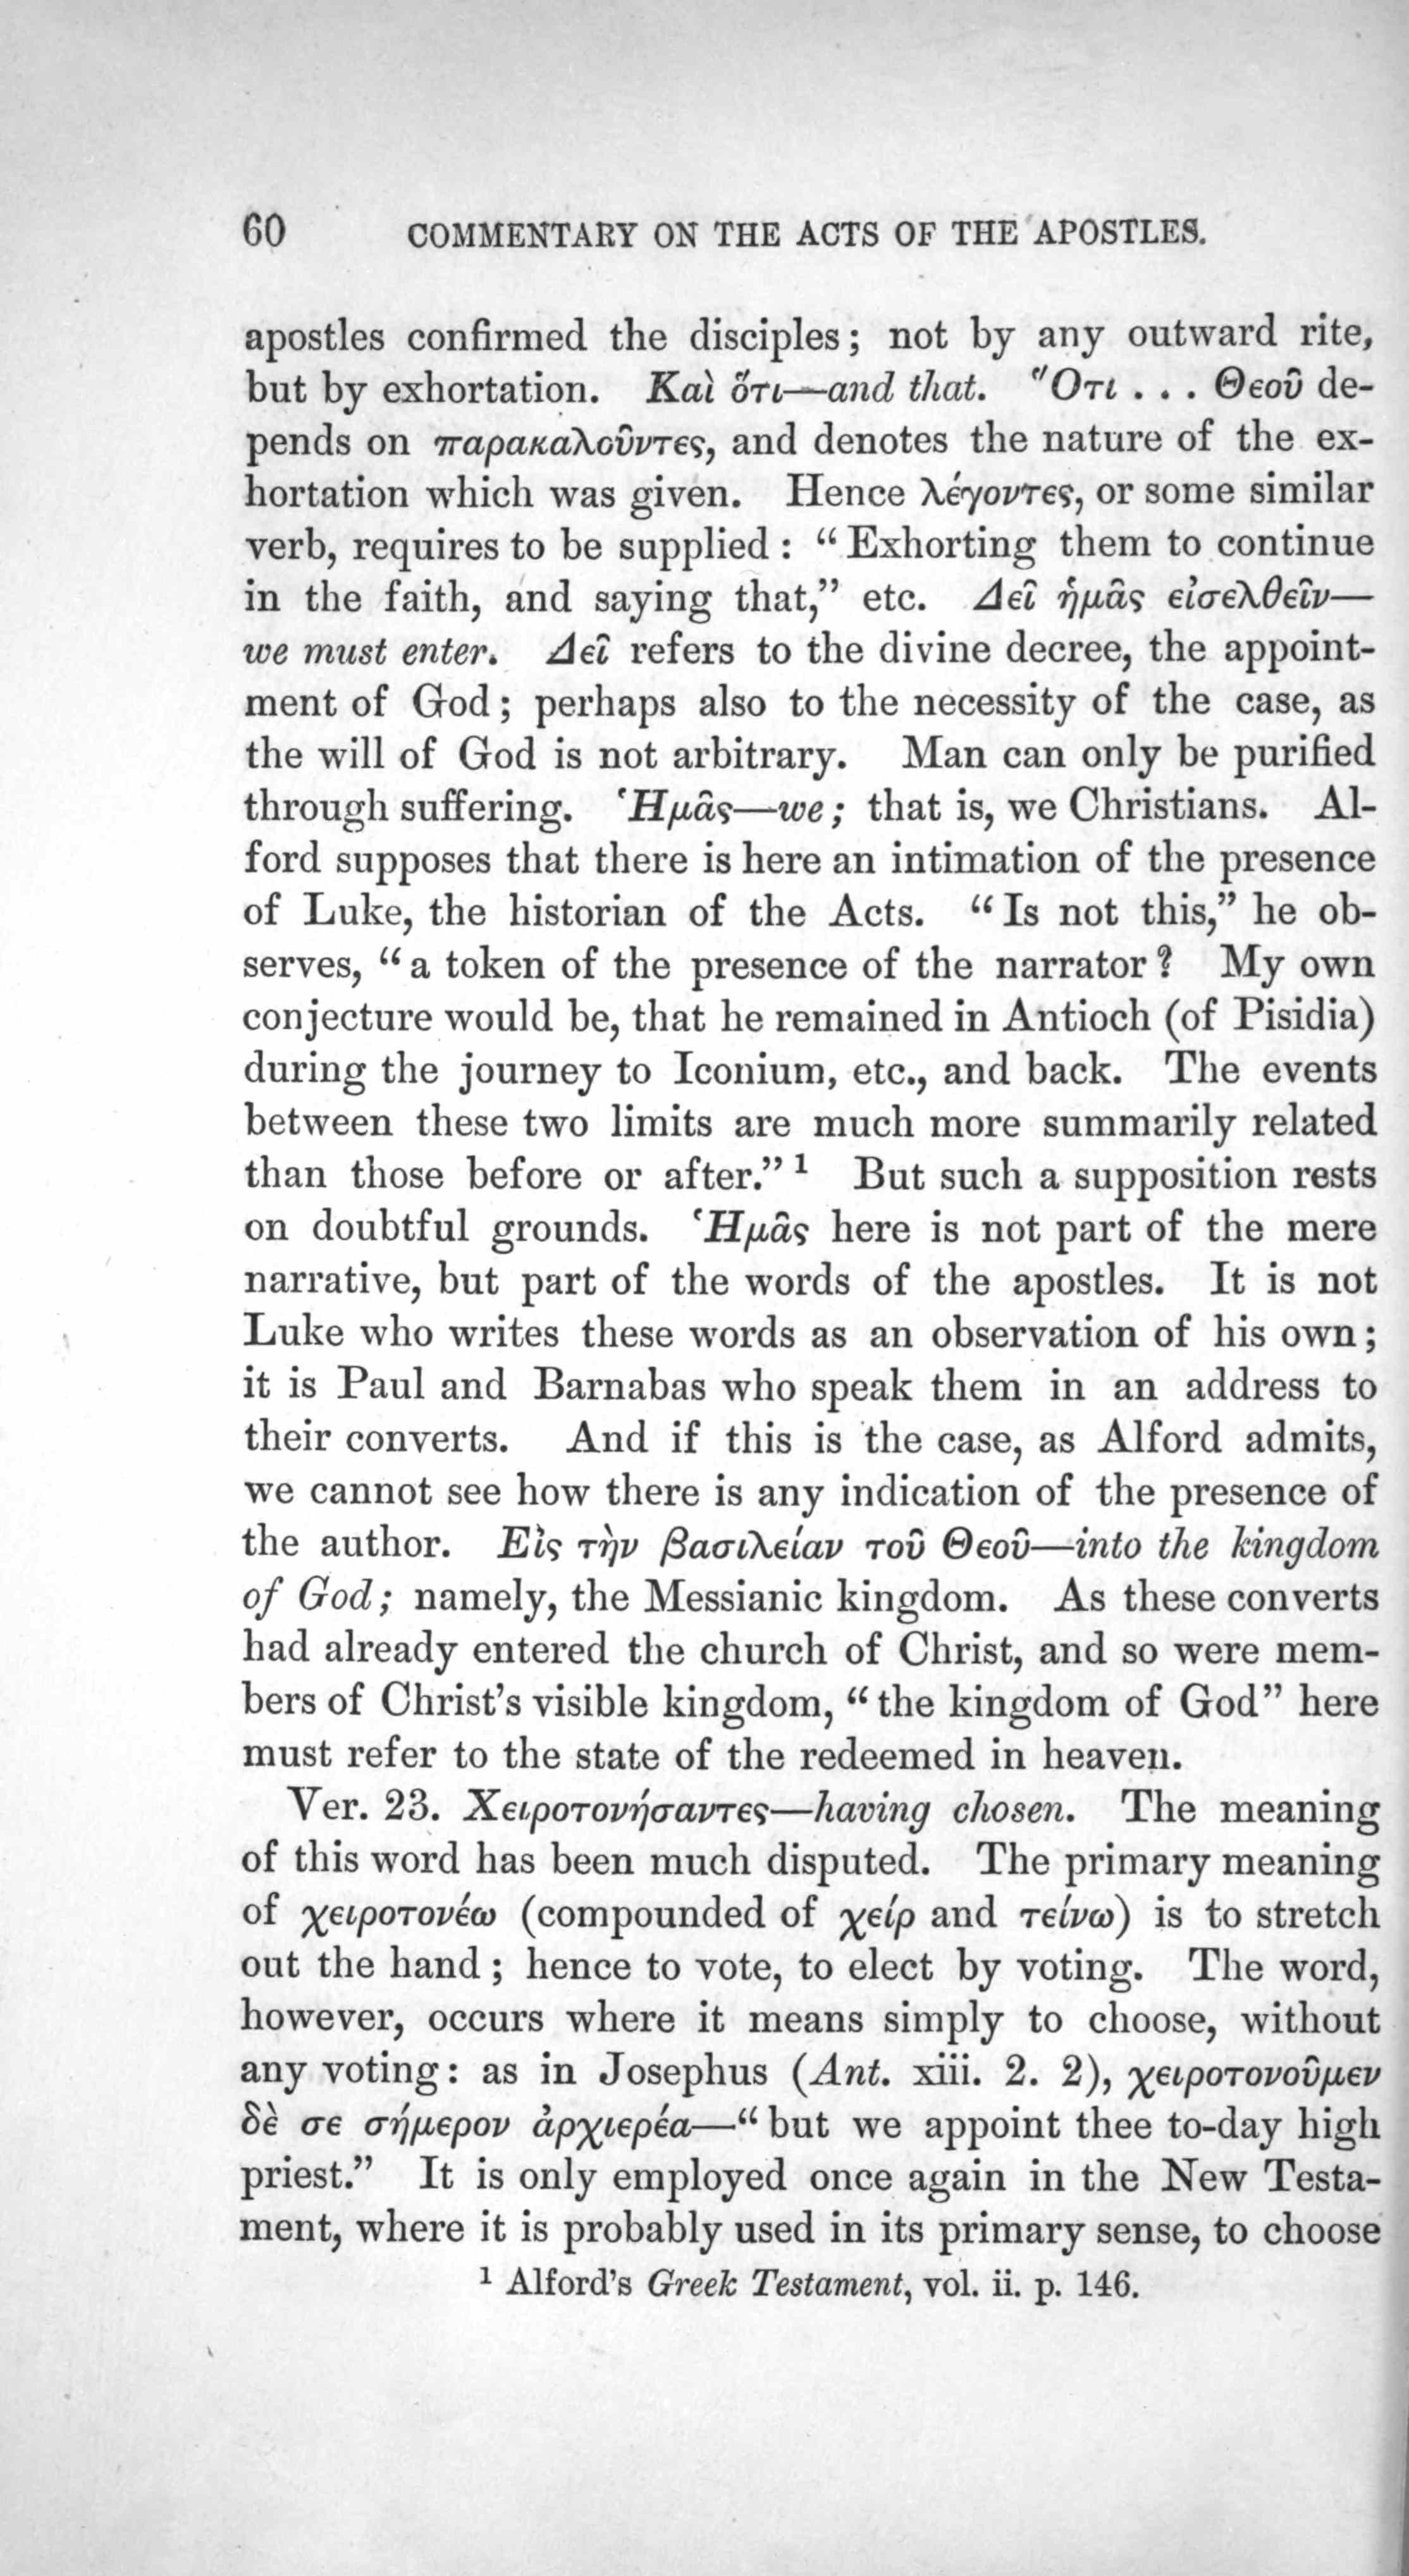 60 COMMENTARY ON THE ACTS OF THE APOSTLES.
apostles confirmed the disciples; not by any outward rite,
but by exhortation. Καὶ ὅτι—and that. Ὅτι . . . Θεοῦ de-
pends on παρακαλοῦντες, and denotes the nature of the ex-
hortation which was given. Hence λέγοντες, or some similar
verb, requires to be supplied: “Exhorting them to continue
in the faith, and saying that,” etc. Δεῖ ἡμᾶς εἰσελθεῖν—
we must enter. Δεῖ refers to the divine decree, the appoint-
ment of God; perhaps also to the necessity of the case, as
the will of God is not arbitrary. Man can only be purified
through suffering. Ἡμᾶς—we; that is, we Christians. Al-
ford supposes that there is here an intimation of the presence
of Luke, the historian of the Acts. “Is not this,” he ob-
serves, “a token of the presence of the narrator? My own
conjecture would be, that he remained in Antioch (of Pisidia)
during the journey to Iconium, etc., and back. The events
between these two limits are much more summarily related
than those before or after.” 1 But such a supposition rests
on doubtful grounds. Ἡμᾶς here is not part of the mere
narrative, but part of the words of the apostles. It is not
Luke who writes these words as an observation of his own;
it is Paul and Barnabas who speak them in an address to
their converts. And if this is the case, as Alford admits,
we cannot see how there is any indication of the presence of
the author. Εἰς τὴν βασιλείαν τοῦ Θεοῦ—into the kingdom
of God; namely, the Messianic kingdom. As these converts
had already entered the church of Christ, and so were mem-
bers of Christ's visible kingdom, “the kingdom of God” here
must refer to the state of the redeemed in heaven.
Ver. 23. Χειροτονήσαντες—having chosen. The meaning
of this word has been much disputed. The primary meaning
of χειροτονέω (compounded of χείρ and τείνω) is to stretch
out the hand; hence to vote, to elect by voting. The word,
however, occurs where it means simply to choose, without
any voting: as in Josephus (Ant. xiii. 2. 2), χειροτονοῦμεν
δὲ σε σήμερον ἀρχιερέα—“but we appoint thee to-day high
priest.” It is only employed once again in the New Testa-
ment, where it is probably used in its primary sense, to choose
1 Alford's Greek Testament, vol. ii. p. 146.